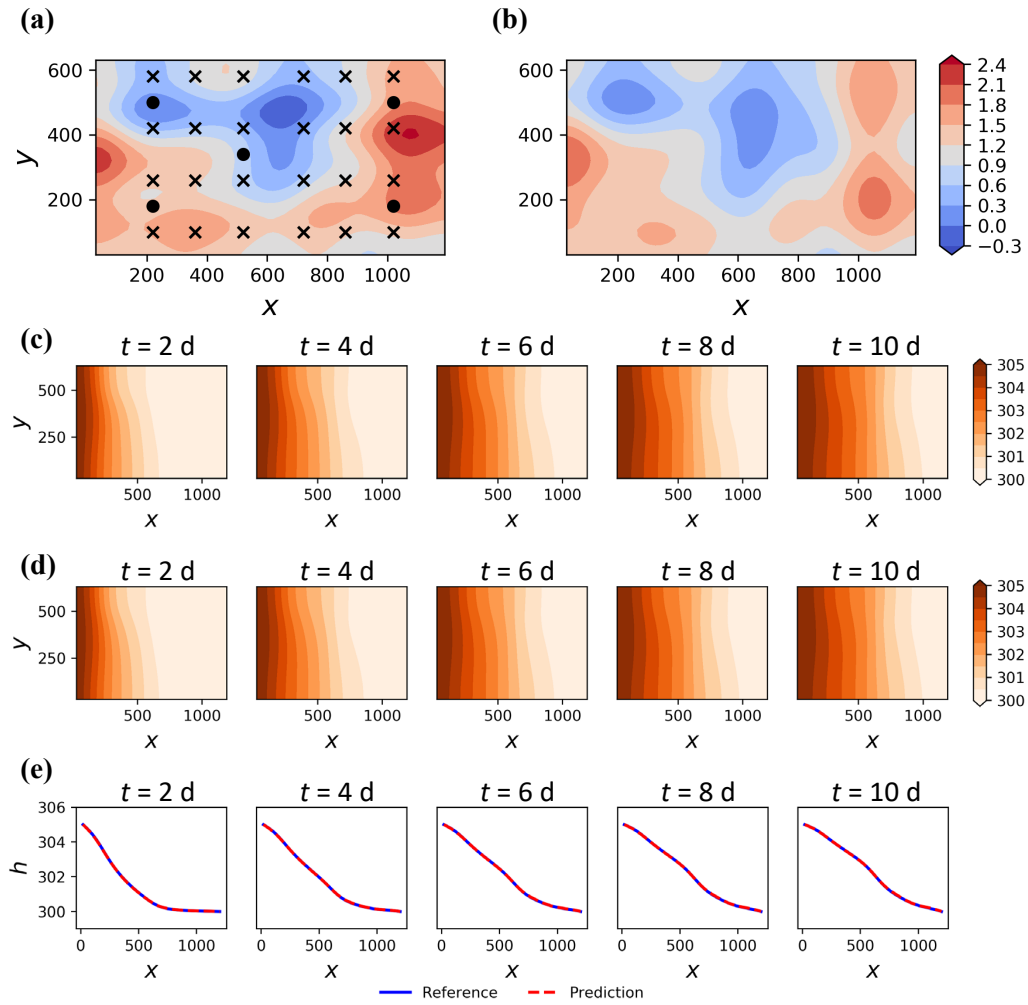 (a) (b)
600
400
200
y
200 400 600 800 1000
x
200 400 600 800 1000
x
600
400
200
2.4
2.1
1.8
1.5
1.2
0.9
0.6
0.3
0.0
−0.3
(c)
t = 2 d t = 4 d t = 6 d t = 8 d t = 10 d
y
500
250
500 1000 500 1000 500 1000 500 1000 500 1000
x x x x x
305
304
303
302
301
300
(d)
t = 2 d t = 4 d t = 6 d t = 8 d t = 10 d
y
500
250
500 1000 500 1000 500 1000 500 1000 500 1000
x x x x x
305
304
303
302
301
300
(e)
t = 2 d t = 4 d t = 6 d t = 8 d t = 10 d
h
306
304
302
300
0 500 1000 0 500 1000 0 500 1000 0 500 1000 0 500 1000
x x x x x
Reference Prediction